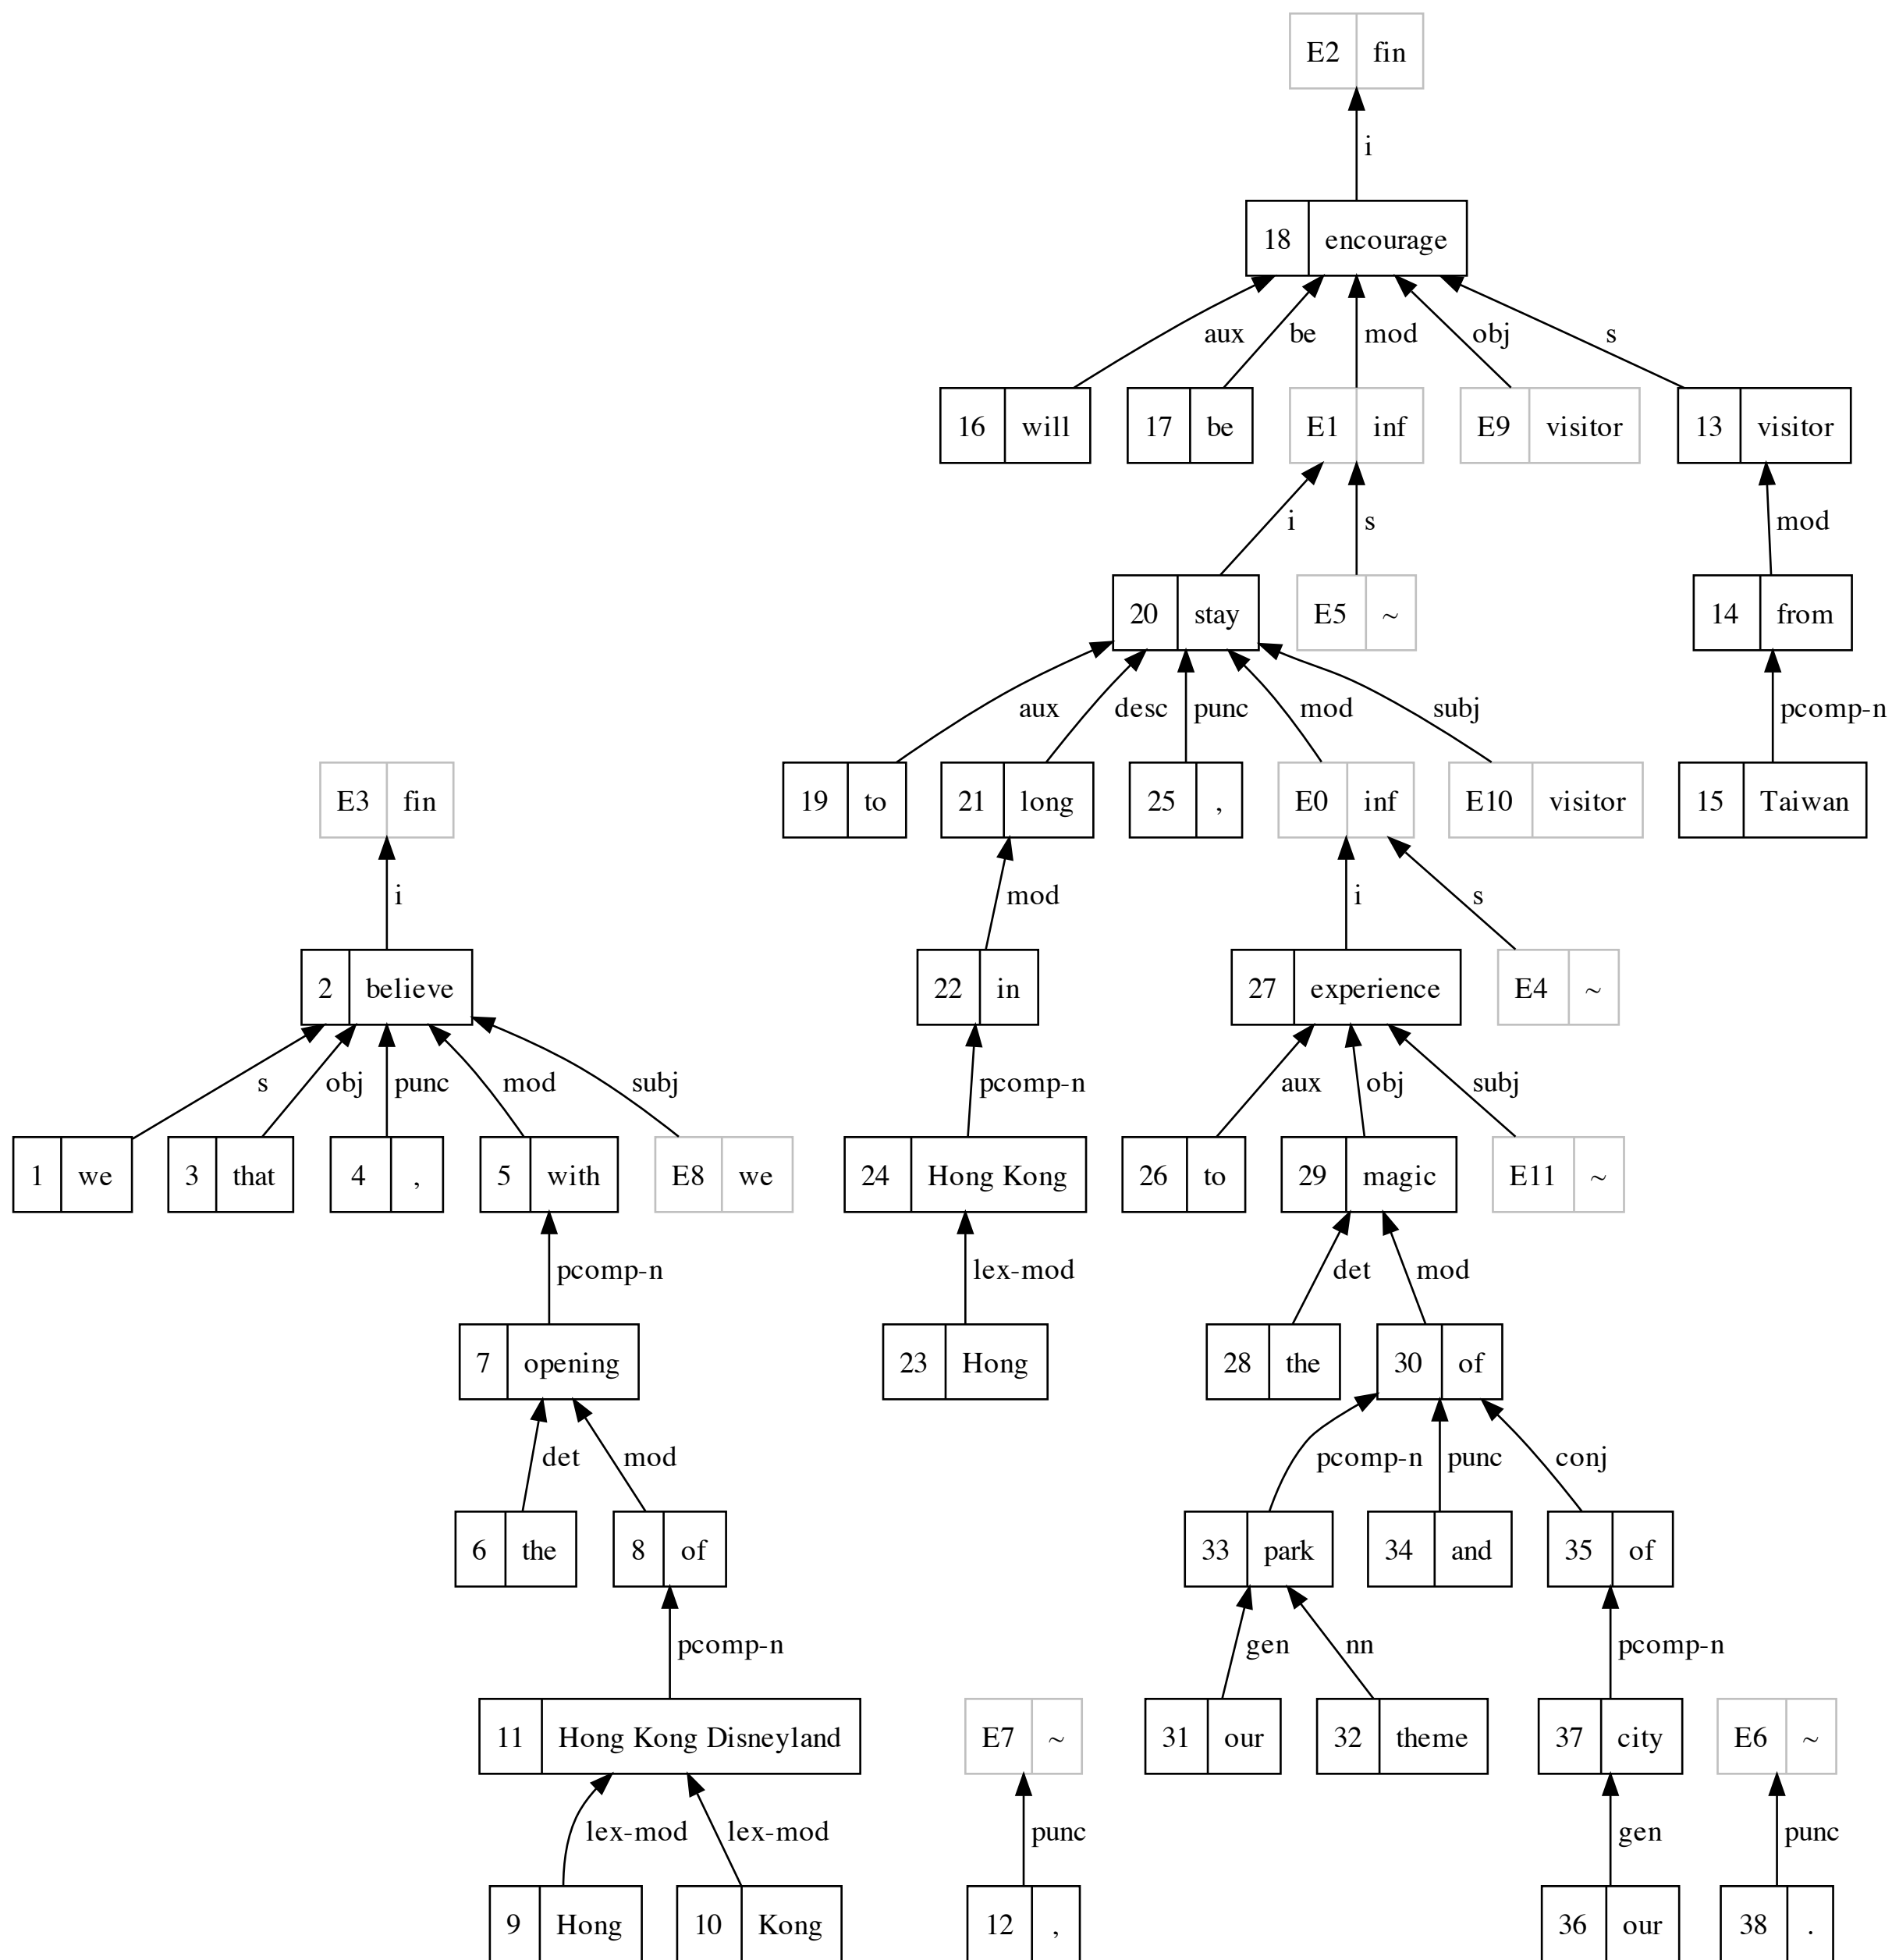 E2 fin
i
18 encourage
aux be mod obj s
16 will 17 be E1 inf E9 visitor 13 visitor
i s mod
20 stay E5 ~ 14 from
aux desc punc mod subj pcomp-n
E3 fin 19 to 21 long 25 , E0 inf E10 visitor 15 Taiwan
i mod i s
2 believe 22 in 27 experience E4 ~
s obj punc mod subj pcomp-n aux obj subj
1 we 3 that 4 , 5 with E8 we 24 Hong Kong 26 to 29 magic E11 ~
pcomp-n lex-mod det mod
7 opening 23 Hong 28 the 30 of
det mod pcomp-n punc conj
6 the 8 of 33 park 34 and 35 of
pcomp-n gen nn pcomp-n
11 Hong Kong Disneyland E7 ~ 31 our 32 theme 37 city E6 ~
lex-mod lex-mod punc gen punc
9 Hong 10 Kong 12 , 36 our 38 .